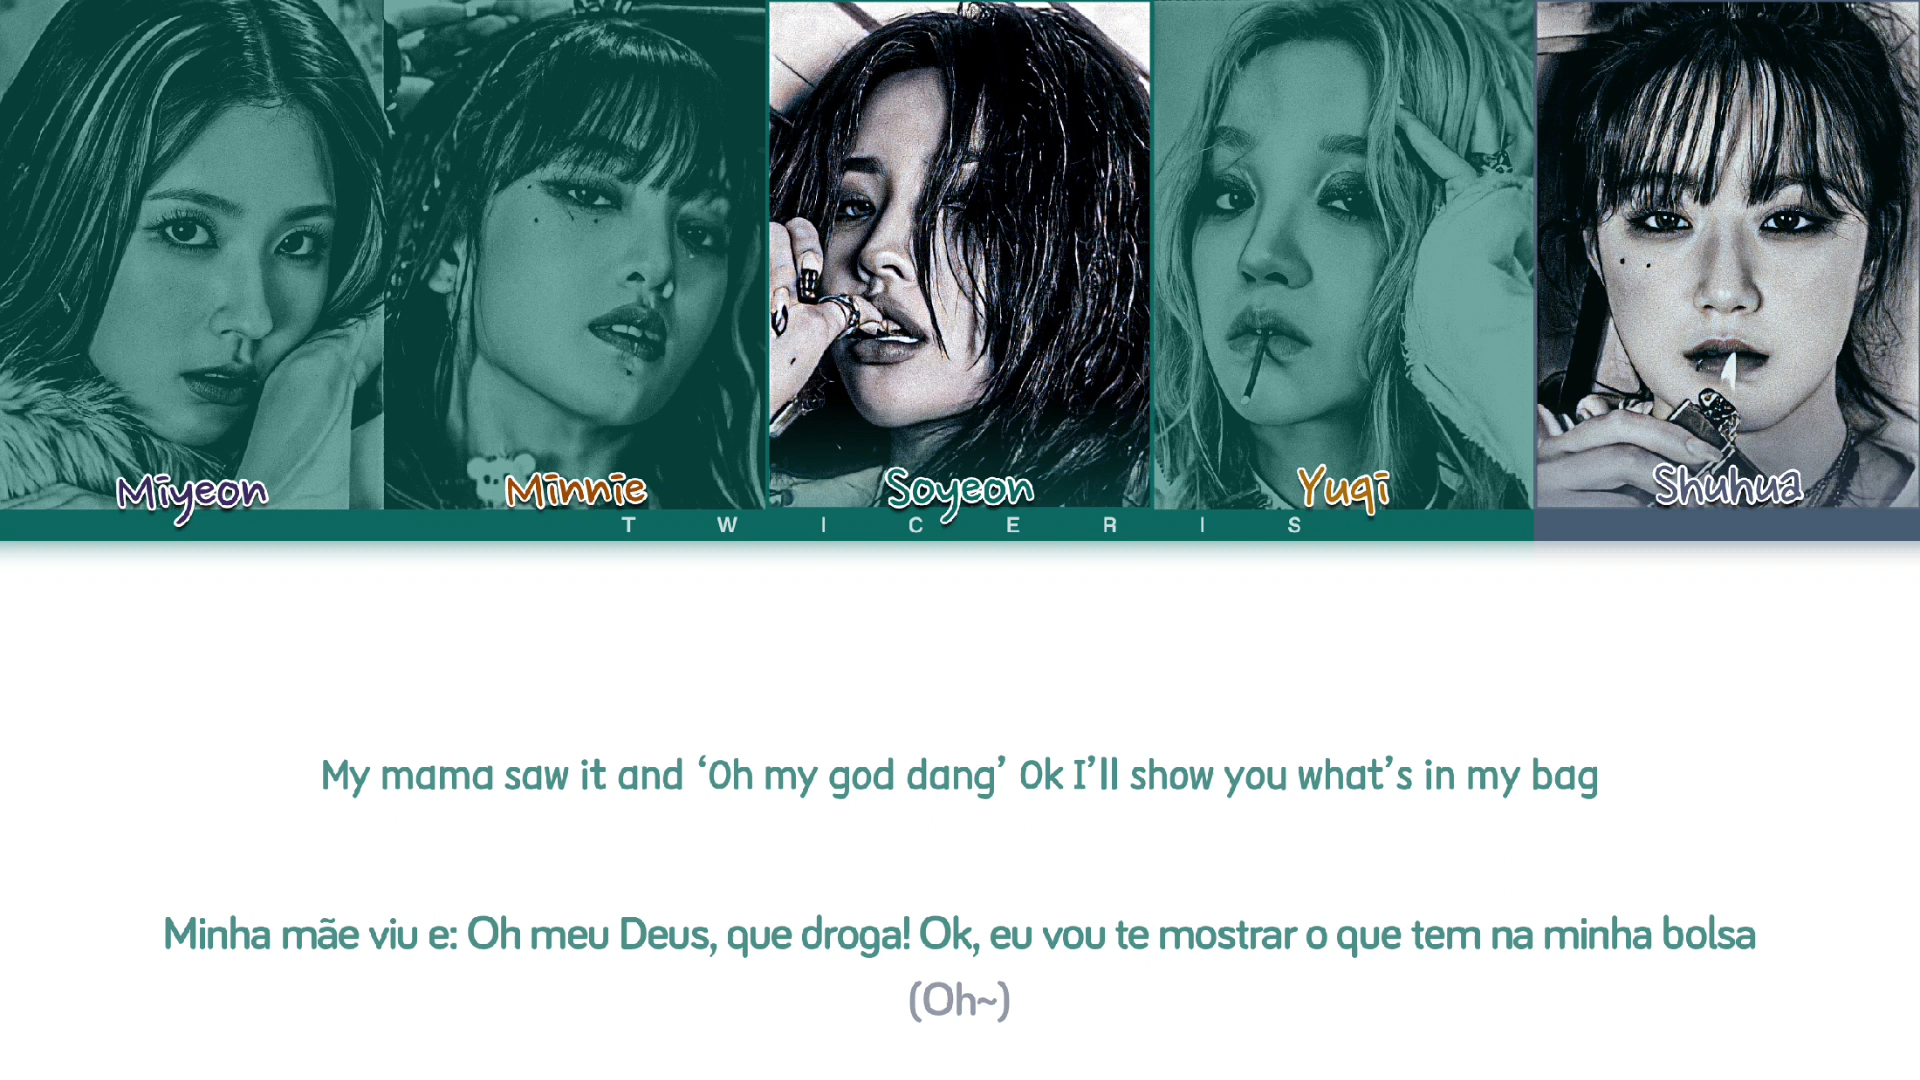 Miyeon Minnie Soyeon Yuqi Shuhua
TWICERIS
My mama saw it and ‘Oh my god dang’ Ok I’ll show you what’s in my bag
Minha mãe viu e: Oh meu Deus, que droga! Ok, eu vou te mostrar o que tem na minha bolsa
(Oh~)